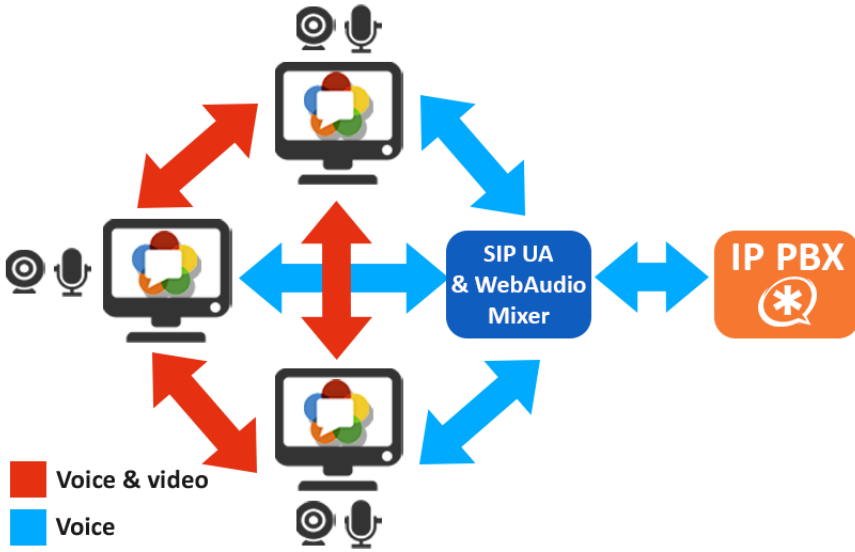 SIP UA
& WebAudio
Mixer
IP PBX
Voice & video
Voice